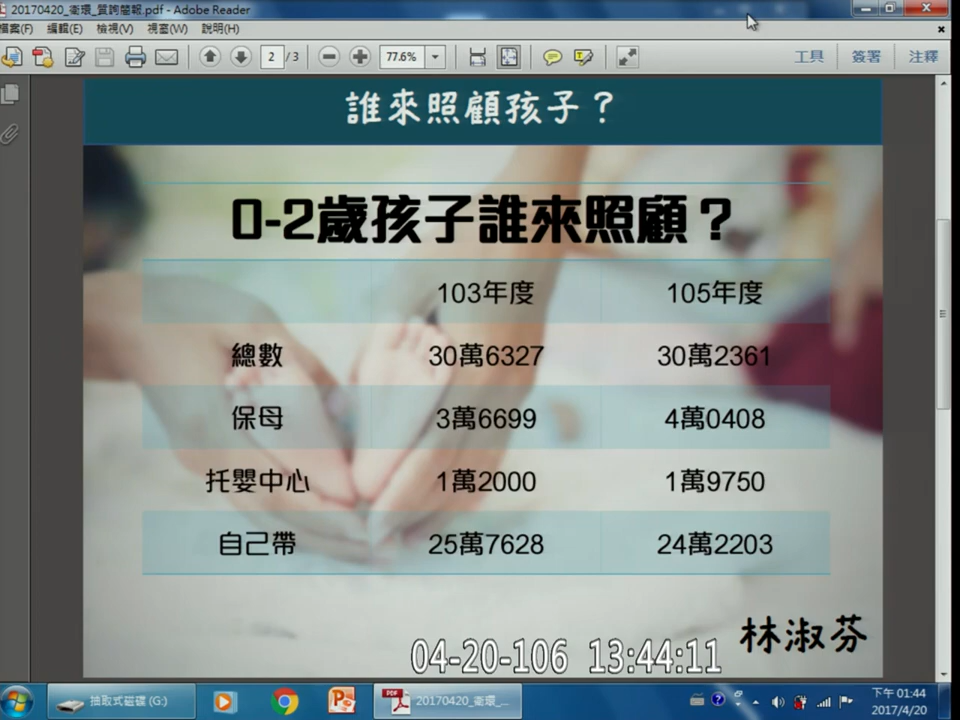 20170420_衛環_質詢簡報.pdf - Adobe Reader
檔案(F) 編輯(E) 檢視(V) 視窗(W) 說明(H)
2 / 3 77.6% 工具 簽署 注釋
誰來照顧孩子？
0-2歲孩子誰來照顧？
103年度 105年度
總數 30萬6327 30萬2361
保母 3萬6699 4萬0408
托嬰中心 1萬2000 1萬9750
自己帶 25萬7628 24萬2203
林淑芬
04-20-106 13:44:11
抽取式磁碟 (G:) 20170420_衛環_... 下午 01:44
2017/4/20